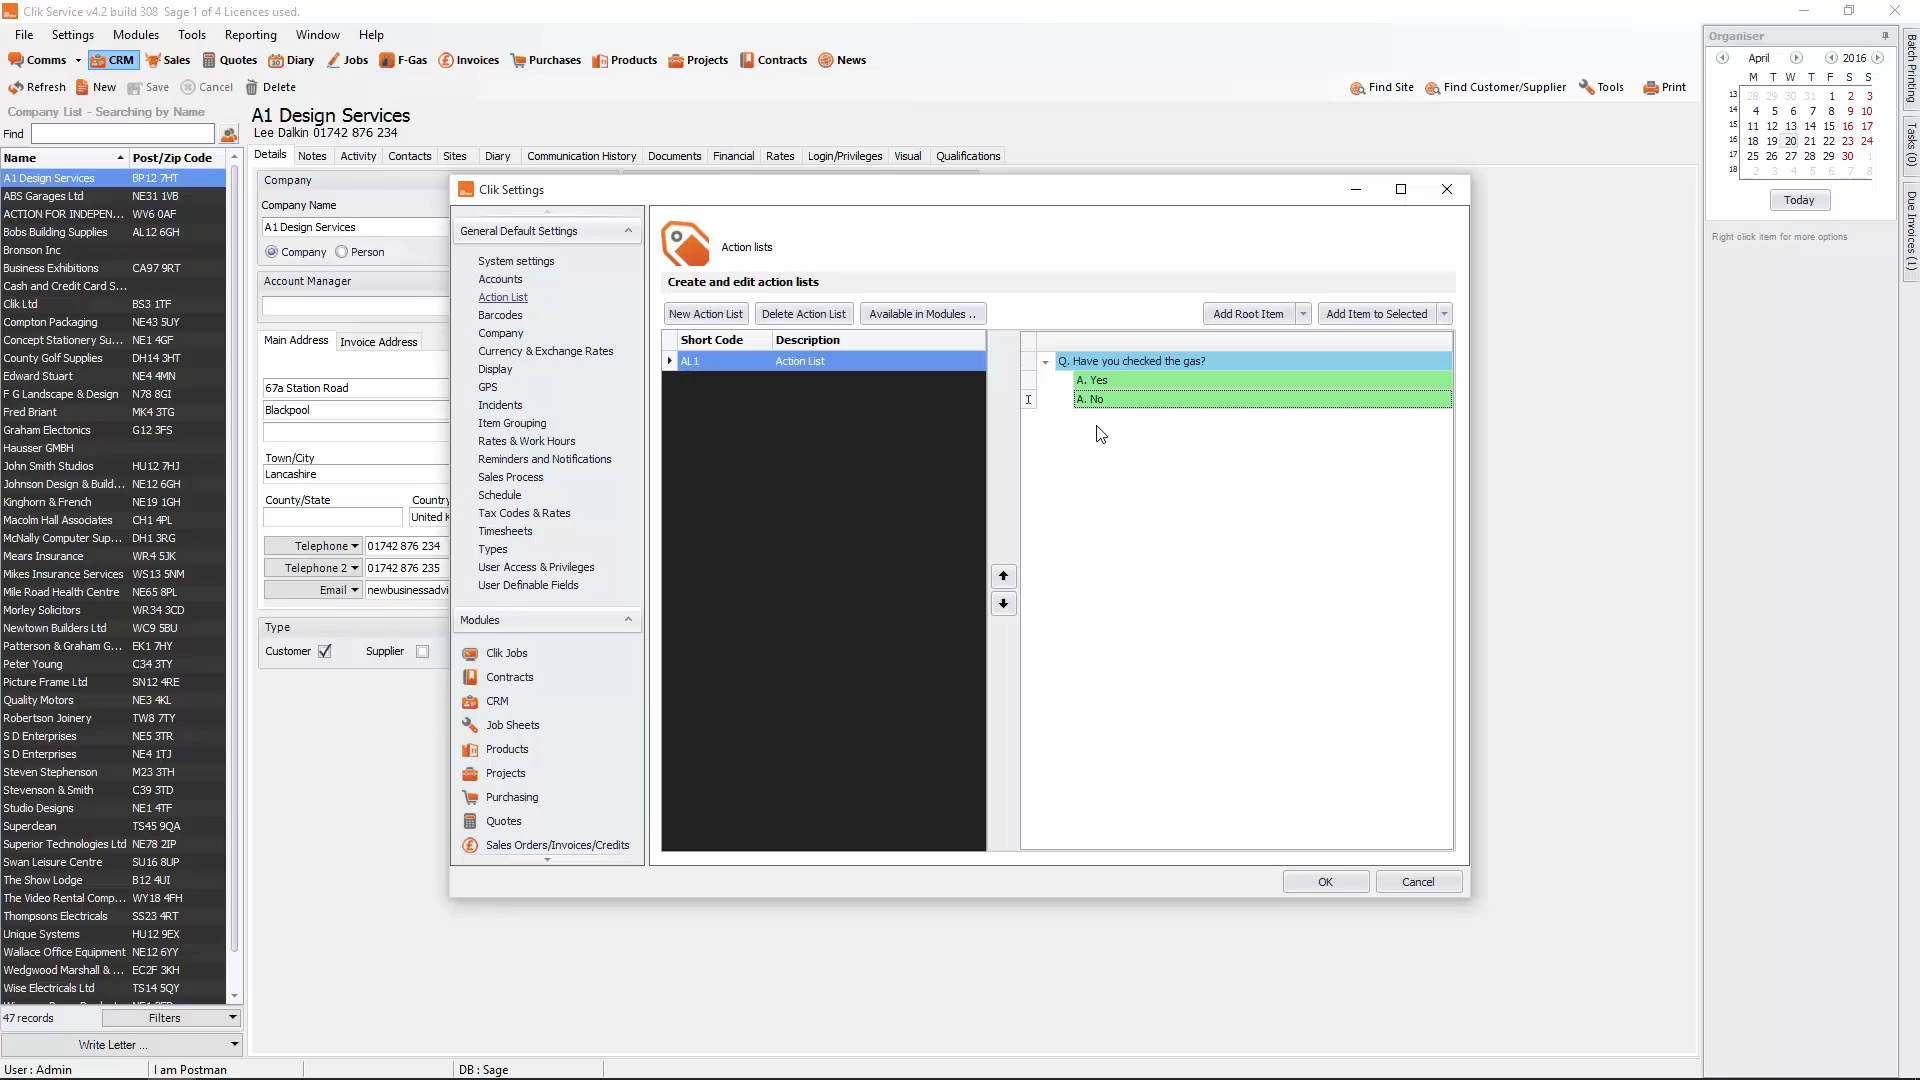 Clik Service v4.2 build 308 Sage 1 of 4 Licences used.
File Settings Modules Tools Reporting Window Help
Comms CRM Sales Quotes Diary Jobs F-Gas Invoices Purchases Products Projects Contracts News
Refresh New Save Cancel Delete Find Site Find Customer/Supplier Tools Print
Company List - Searching by Name
Find
Name Post/Zip Code
A1 Design Services BP12 7HT
ABS Garages Ltd NE31 1VB
ACTION FOR INDEPEN... WV6 0AF
Bobs Building Supplies AL12 6GH
Bronson Inc
Business Exhibitions CA97 9RT
Cash and Credit Card S...
Clik Ltd BS3 1TF
Compton Packaging NE43 5UY
Concept Stationery Su... NE1 4GF
County Golf Supplies DH14 3HT
Edward Stuart NE4 4MN
F G Landscape & Design N78 8GI
Fred Briant MK4 3TG
Graham Electonics G12 3FS
Hausser GMBH
John Smith Studios HU12 7HJ
Johnson Design & Build... NE12 6GH
Kinghorn & French NE19 1GH
Macolm Hall Associates CH1 4PL
McNally Computer Sup... DH1 3RG
Mears Insurance WR4 5JK
Mikes Insurance Services WS13 5NM
Mile Road Health Centre NE65 8PL
Morley Solicitors WR34 3CD
Newtown Builders Ltd WC9 5BU
Patterson & Graham G... EK1 7HY
Peter Young C34 3TY
Picture Frame Ltd SN12 4RE
Quality Motors NE3 4KL
Robertson Joinery TW8 7TY
S D Enterprises NE5 3TR
S D Enterprises NE4 1TJ
Steven Stephenson M23 3TH
Stevenson & Smith C39 3TD
Studio Designs NE1 4TF
Superclean TS45 9QA
Superior Technologies Ltd NE78 2IP
Swan Leisure Centre SU16 8UP
The Show Lodge B12 4UI
The Video Rental Comp... WY18 4FH
Thompsons Electricals SS23 4RT
Unique Systems HU12 9EX
Wallace Office Equipment NE12 6YY
Wedgwood Marshall & ... EC2F 3KH
Wise Electricals Ltd TS14 5QY
47 records Filters
Write Letter ...
User : Admin I am Postman DB : Sage
A1 Design Services
Lee Dalkin 01742 876 234
Details Notes Activity Contacts Sites Diary Communication History Documents Financial Rates Login/Privileges Visual Qualifications
Company
Company Name
A1 Design Services
Company Person
Account Manager
Main Address Invoice Address
67a Station Road
Blackpool
Town/City
Lancashire
County/State Country
United K
Telephone 01742 876 234
Telephone 2 01742 876 235
Email newbusinessadvi
Type
Customer Supplier
Clik Settings
General Default Settings
System settings
Accounts
Action List
Barcodes
Company
Currency & Exchange Rates
Display
GPS
Incidents
Item Grouping
Rates & Work Hours
Reminders and Notifications
Sales Process
Schedule
Tax Codes & Rates
Timesheets
Types
User Access & Privileges
User Definable Fields
Modules
Clik Jobs
Contracts
CRM
Job Sheets
Products
Projects
Purchasing
Quotes
Sales Orders/Invoices/Credits
Action lists
Create and edit action lists
New Action List Delete Action List Available in Modules .. Add Root Item Add Item to Selected
Short Code Description
AL1 Action List
Q. Have you checked the gas?
A. Yes
A. No
OK Cancel
Organiser
April 2016
M T W T F S S
13 28 29 30 31 1 2 3
14 4 5 6 7 8 9 10
15 11 12 13 14 15 16 17
16 18 19 20 21 22 23 24
17 25 26 27 28 29 30 1
18 2 3 4 5 6 7 8
Today
Right click item for more options
Batch Printing
Tasks (0)
Due Invoices (1)